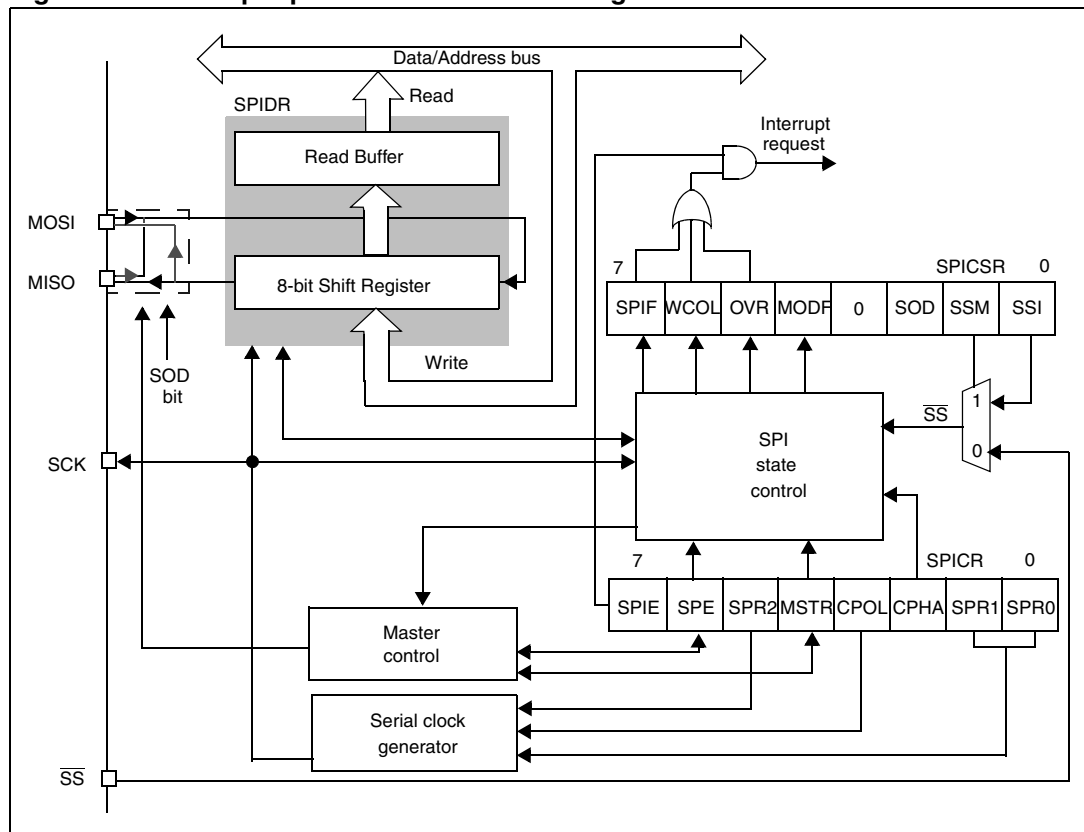 Data/Address bus
SPIDR
Read
Read Buffer
Interrupt
request
MOSI
MISO
8-bit Shift Register
7
SPICSR
0
SPIF WCOL OVR MODF 0 SOD SSM SSI
Write
SOD
bit
1
SS
0
SCK
SPI
state
control
7
SPICR
0
SPIE SPE SPR2 MSTR CPOL CPHA SPR1 SPR0
Master
control
Serial clock
generator
SS